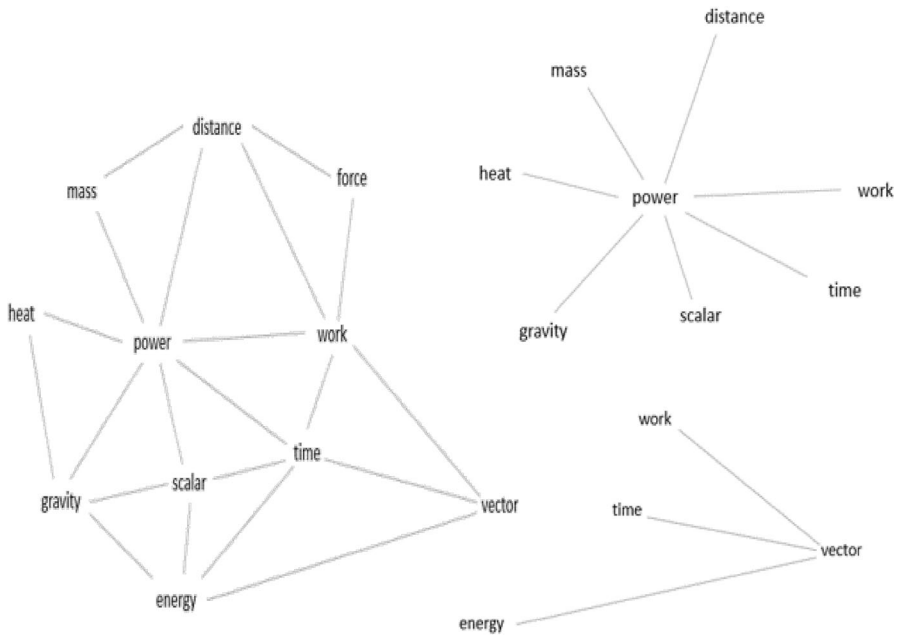 distance
mass
force
heat
power
work
time
scalar
gravity
vector
energy
distance
mass
heat
power
work
time
scalar
gravity
work
time
vector
energy